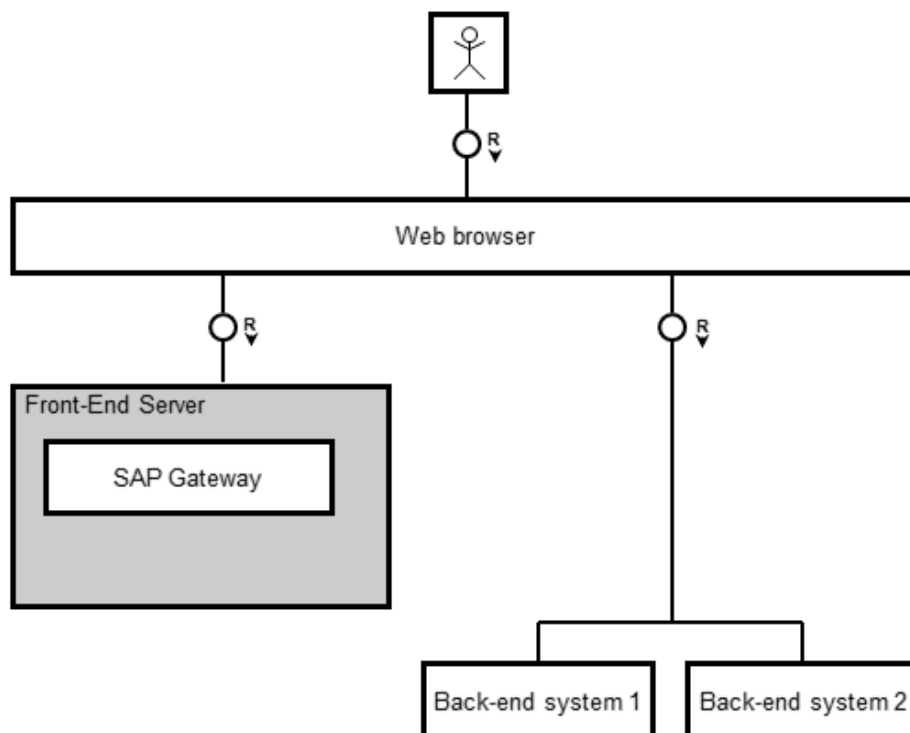 R
Web browser
R
R
Front-End Server
SAP Gateway
Back-end system 1
Back-end system 2